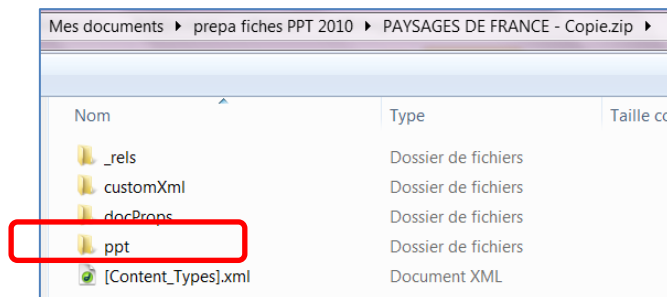 Mes documents ▸ prepa fiches PPT 2010 ▸ PAYSAGES DE FRANCE - Copie.zip ▸
Nom Type Taille co
_rels Dossier de fichiers
customXml Dossier de fichiers
docProps Dossier de fichiers
ppt Dossier de fichiers
[Content_Types].xml Document XML